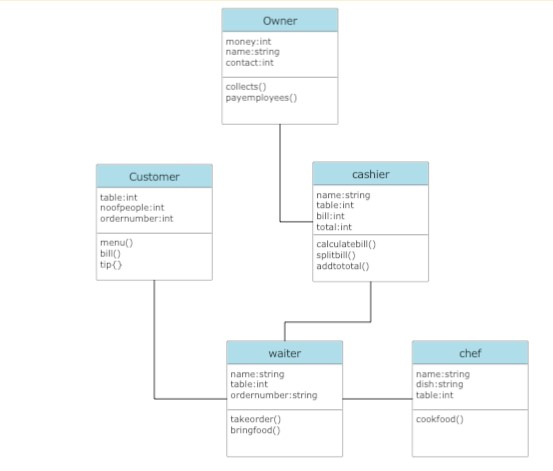 Owner
money:int
name:string
contact:int
collects()
payemployees()
Customer
table:int
noofpeople:int
ordernumber:int
menu()
bill()
tip{}
cashier
name:string
table:int
bill:int
total:int
calculatebill()
splitbill()
addtototal()
waiter
name:string
table:int
ordernumber:string
takeorder()
bringfood()
chef
name:string
dish:string
table:int
cookfood()